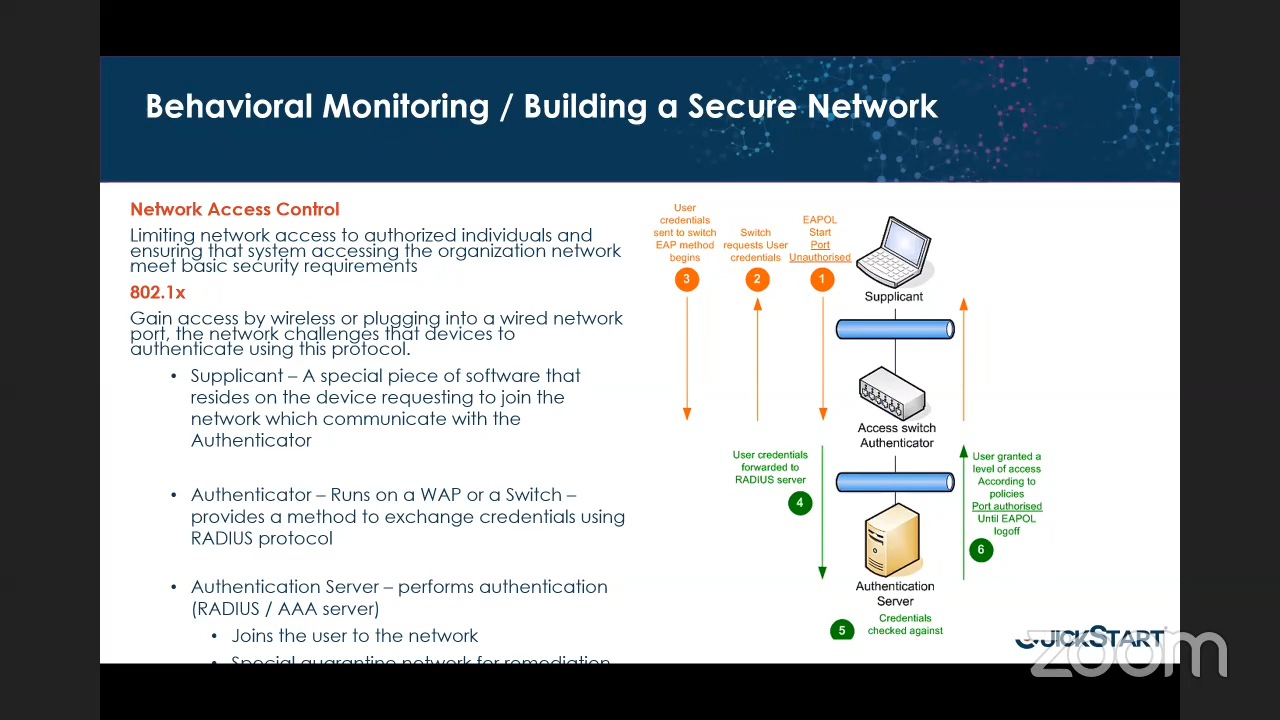 Behavioral Monitoring / Building a Secure Network
Network Access Control
Limiting network access to authorized individuals and
ensuring that system accessing the organization network
meet basic security requirements
802.1x
Gain access by wireless or plugging into a wired network
port, the network challenges that devices to
authenticate using this protocol.
• Supplicant – A special piece of software that
resides on the device requesting to join the
network which communicate with the
Authenticator
• Authenticator – Runs on a WAP or a Switch –
provides a method to exchange credentials using
RADIUS protocol
• Authentication Server – performs authentication
(RADIUS / AAA server)
• Joins the user to the network
• Special quarantine network for remediation
User
credentials
sent to switch
EAP method
begins
3
Switch
requests User
credentials
2
EAPOL
Start
Port
Unauthorised
1
Supplicant
Access switch
Authenticator
User credentials
forwarded to
RADIUS server
4
User granted a
level of access
According to
policies
Port authorised
Until EAPOL
logoff
6
Authentication
Server
5
Credentials
checked against
QUICKSTART
zoom